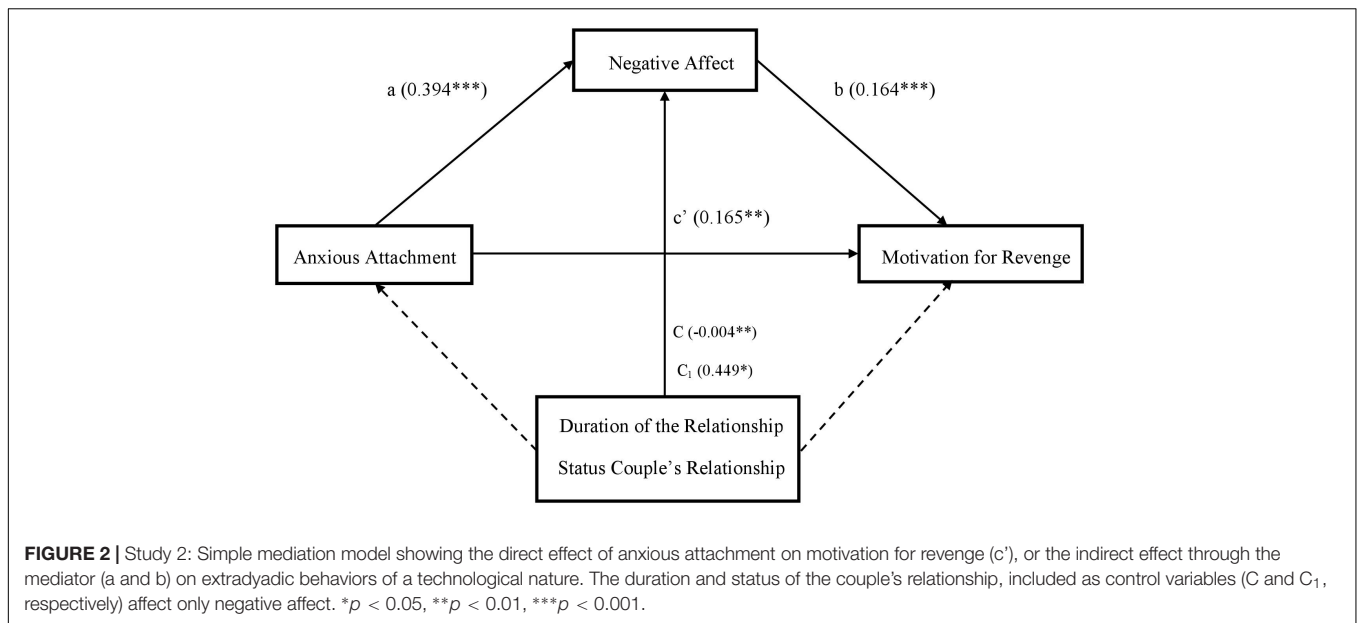 Negative Affect
a (0.394***)
b (0.164***)
c’ (0.165**)
Anxious Attachment
Motivation for Revenge
C (-0.004**)
C₁ (0.449*)
Duration of the Relationship
Status Couple’s Relationship
FIGURE 2 | Study 2: Simple mediation model showing the direct effect of anxious attachment on motivation for revenge (c’), or the indirect effect through the
mediator (a and b) on extradyadic behaviors of a technological nature. The duration and status of the couple’s relationship, included as control variables (C and C₁,
respectively) affect only negative affect. *p < 0.05, **p < 0.01, ***p < 0.001.